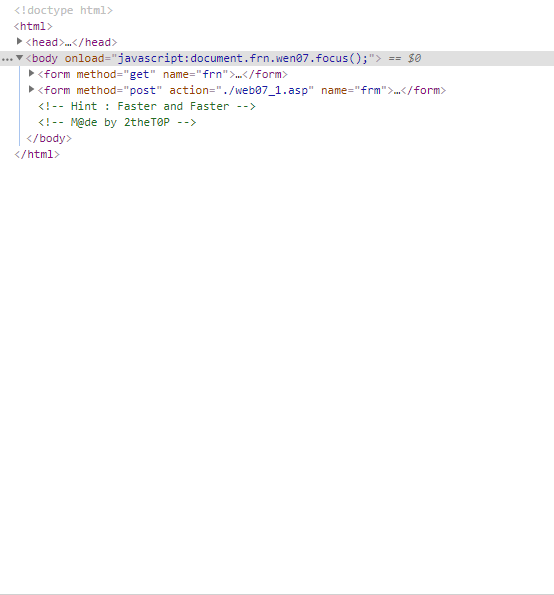 <!doctype html>
<html>
<head>…</head>
<body onload="javascript:document.frn.wen07.focus();"> == $0
<form method="get" name="frn">…</form>
<form method="post" action="./web07_1.asp" name="frm">…</form>
<!-- Hint : Faster and Faster -->
<!-- M@de by 2theT0P -->
</body>
</html>